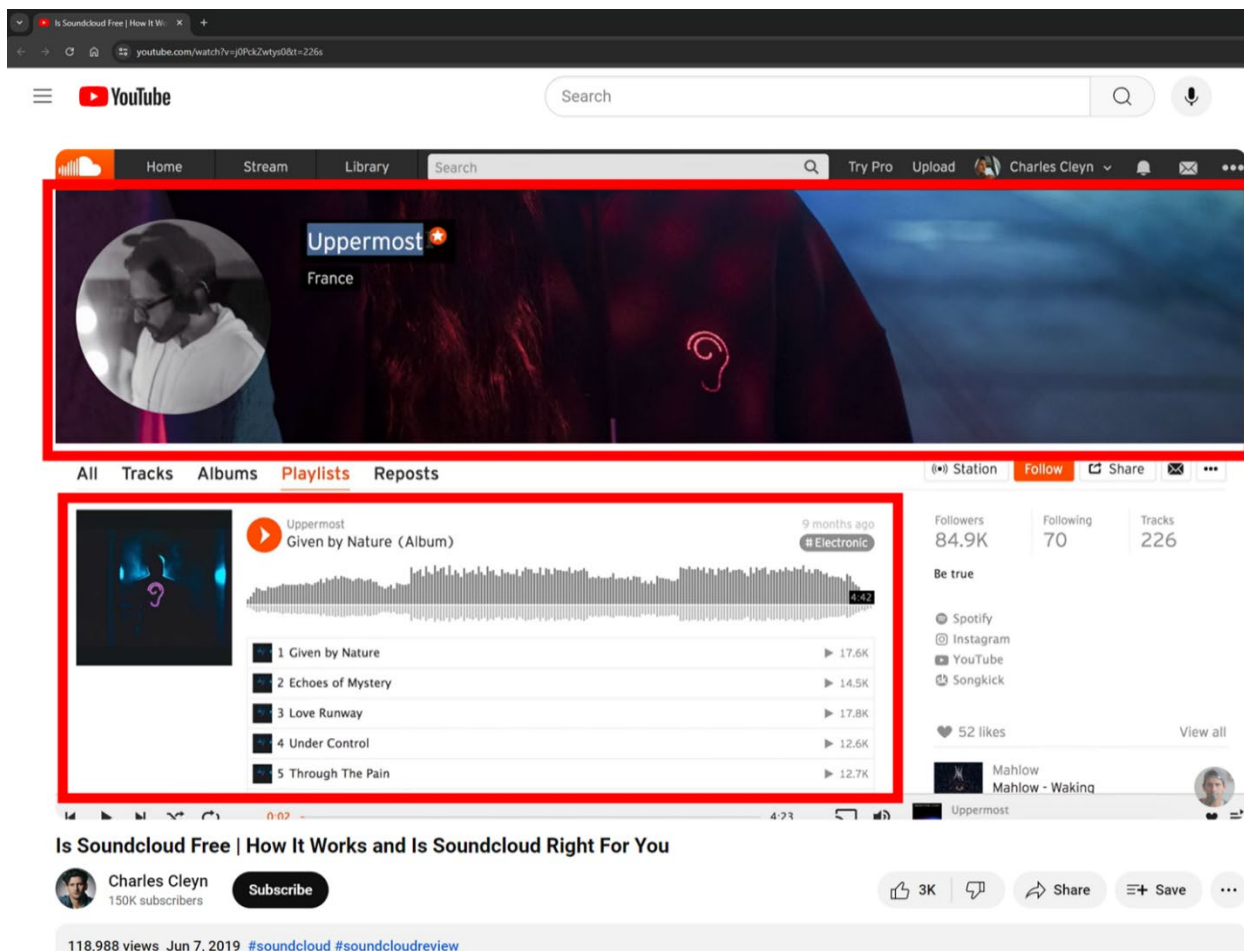 Is Soundcloud Free | How It Wo
youtube.com/watch?v=j0PckZwtys0&t=226s
YouTube
Search
Home Stream Library Search Try Pro Upload Charles Cleyn
Uppermost
France
All Tracks Albums Playlists Reposts Station Follow Share
Uppermost 9 months ago
Given by Nature (Album) # Electronic
4:42
1 Given by Nature 17.6K
2 Echoes of Mystery 14.5K
3 Love Runway 17.8K
4 Under Control 12.6K
5 Through The Pain 12.7K
Followers Following Tracks
84.9K 70 226
Be true
Spotify
Instagram
YouTube
Songkick
52 likes View all
Mahlow
Mahlow - Waking
0:02 4:23 Uppermost
Is Soundcloud Free | How It Works and Is Soundcloud Right For You
Charles Cleyn
150K subscribers
Subscribe
3K Share Save
118,988 views Jun 7, 2019 #soundcloud #soundcloudreview